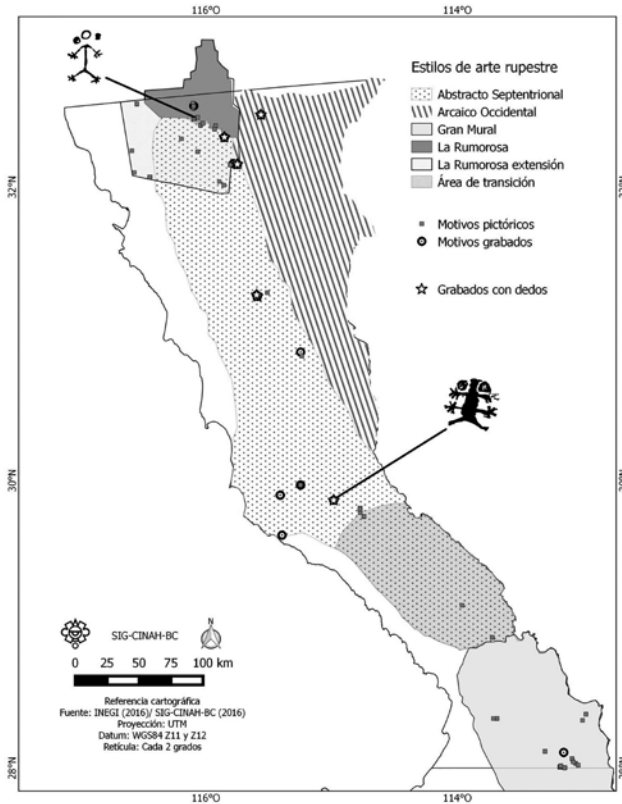 116°O
114°O
Estilos de arte rupestre
Abstracto Septentrional
Arcaico Occidental
Gran Mural
La Rumorosa
La Rumorosa extensión
Área de transición
32°N
32°N
Motivos pictóricos
Motivos grabados
Grabados con dedos
30°N
30°N
SIG-CINAH-BC
N
0 25 50 75 100 km
Referencia cartográfica
Fuente: INEGI (2016)/ SIG-CINAH-BC (2016)
Proyección: UTM
Datum: WGS84 Z11 y Z12
Retícula: Cada 2 grados
28°N
28°N
116°O
114°O